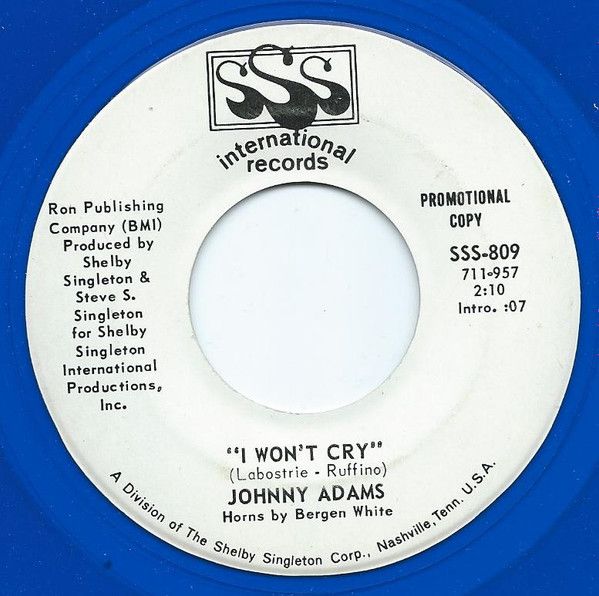 SSS
international
records
Ron Publishing
Company (BMI)
Produced by
Shelby
Singleton &
Steve S.
Singleton
for Shelby
Singleton
International
Productions,
Inc.
PROMOTIONAL
COPY
SSS-809
711-957
2:10
Intro. :07
"I WON'T CRY"
(Labostrie - Ruffino)
JOHNNY ADAMS
Horns by Bergen White
A Division of The Shelby Singleton Corp., Nashville, Tenn. U.S.A.